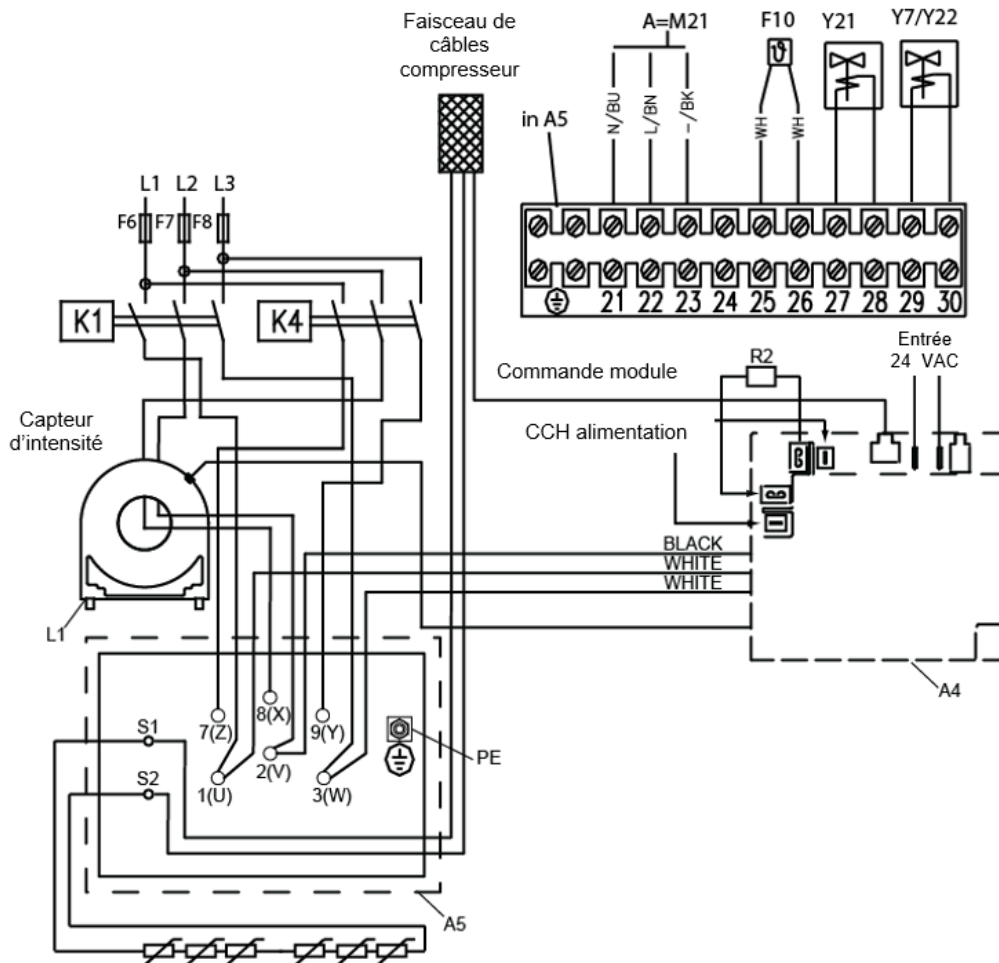 Faisceau de
câbles
compresseur
A=M21
F10
Y21
Y7/Y22
in A5
N/BU
L/BN
-/BK
WH
WH
L1 L2 L3
F6 F7 F8
K1
K4
21 22 23 24 25 26 27 28 29 30
Entrée
24 VAC
R2
Commande module
CCH alimentation
Capteur
d'intensité
BLACK
WHITE
WHITE
L1
A4
S1
7(Z)
8(X)
9(Y)
PE
S2
1(U)
2(V)
3(W)
A5